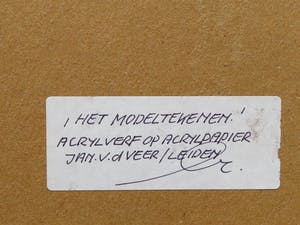 'HET MODELTEKENEN.'
ACRYLVERF OP ACRYLPAPIER
JAN.V.d VEER/LEIDEN